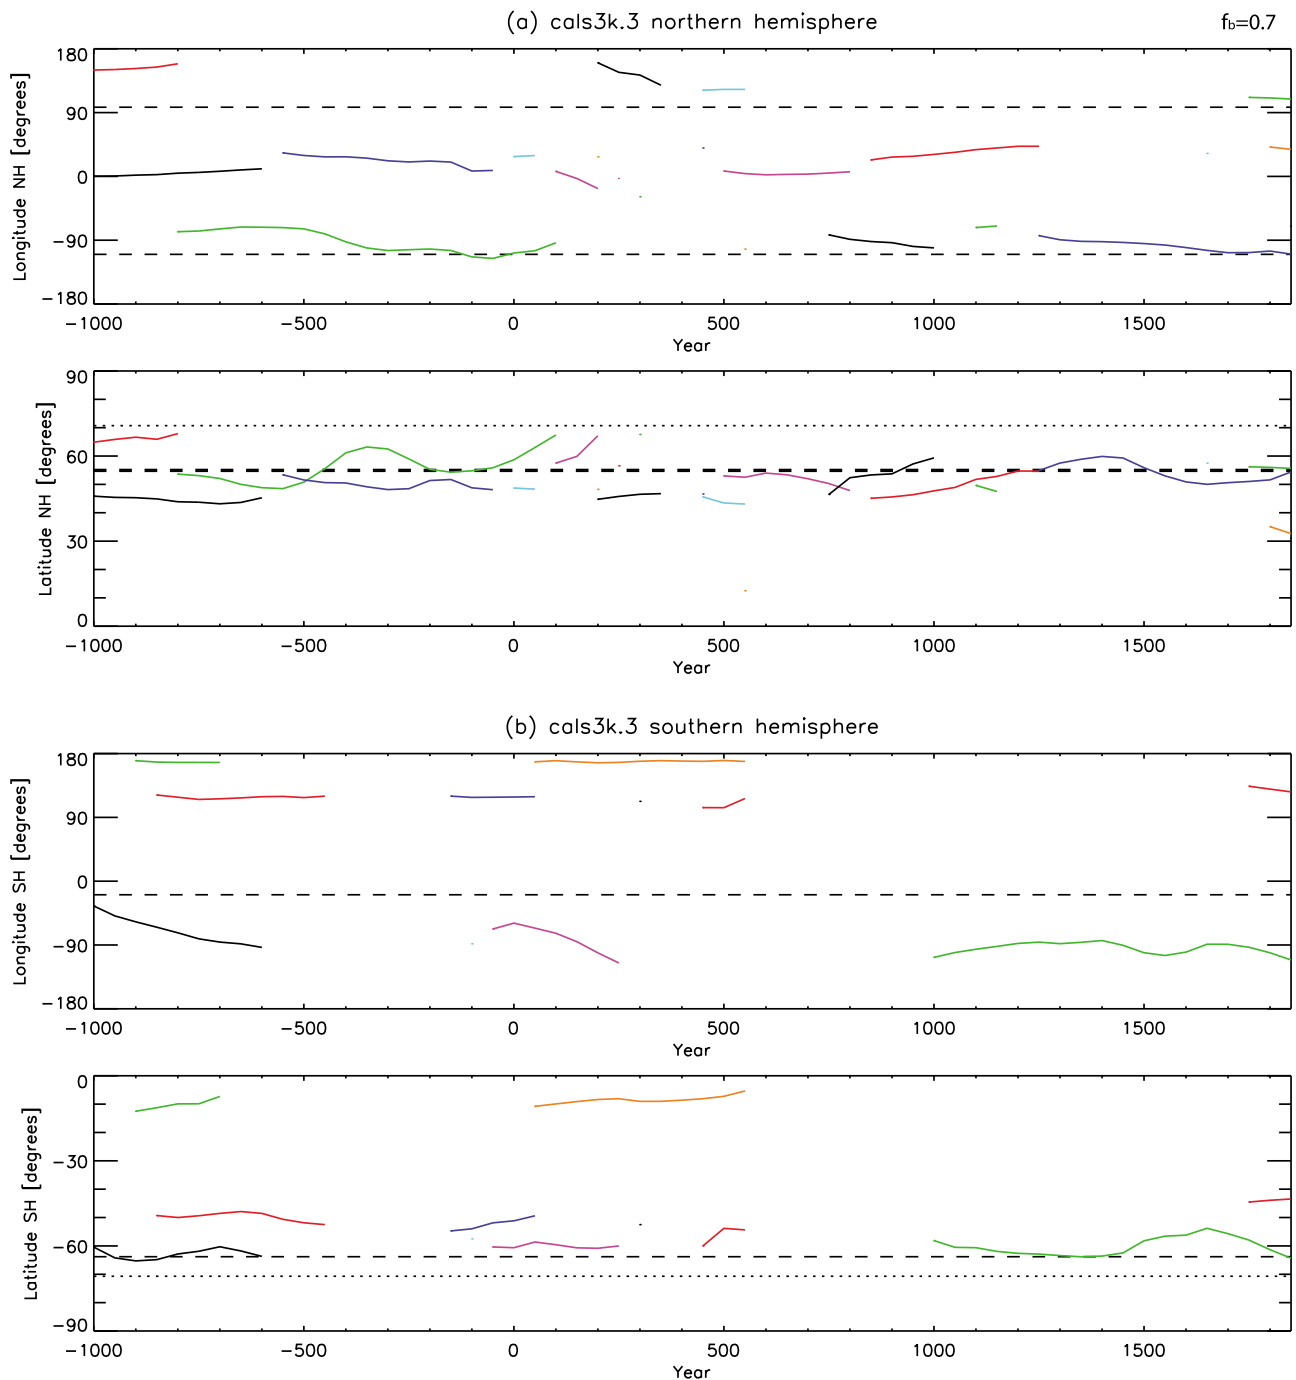 (a) cals3k.3 northern hemisphere
fb=0.7
Longitude NH [degrees]
180
90
0
-90
-180
-1000 -500 0 500 1000 1500
Year
Latitude NH [degrees]
90
60
30
0
-1000 -500 0 500 1000 1500
Year
(b) cals3k.3 southern hemisphere
Longitude SH [degrees]
180
90
0
-90
-180
-1000 -500 0 500 1000 1500
Year
Latitude SH [degrees]
0
-30
-60
-90
-1000 -500 0 500 1000 1500
Year